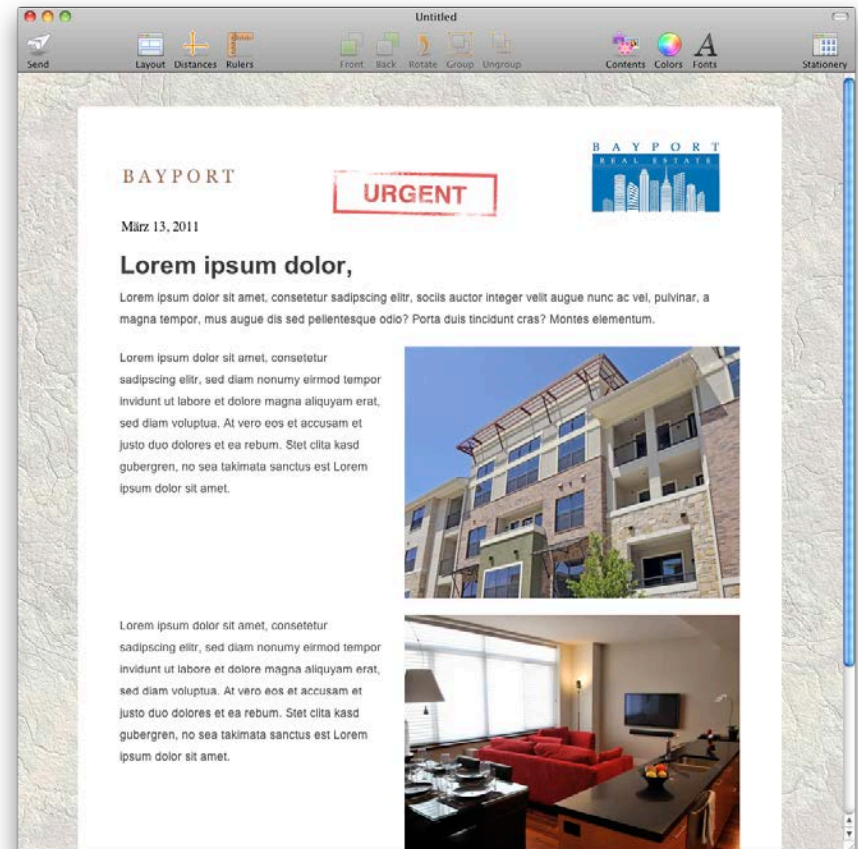 Untitled
Send
Layout Distances Rulers
Front Back Rotate Group Ungroup
Contents Colors Fonts
Stationery
BAYPORT
URGENT
BAYPORT
REAL ESTATE
März 13, 2011
Lorem ipsum dolor,
Lorem ipsum dolor sit amet, consetetur sadipscing elitr, sociis auctor integer velit augue nunc ac vel, pulvinar, a
magna tempor, mus augue dis sed pellentesque odio? Porta duis tincidunt cras? Montes elementum.
Lorem ipsum dolor sit amet, consetetur
sadipscing elitr, sed diam nonumy eirmod tempor
invidunt ut labore et dolore magna aliquyam erat,
sed diam voluptua. At vero eos et accusam et
justo duo dolores et ea rebum. Stet clita kasd
gubergren, no sea takimata sanctus est Lorem
ipsum dolor sit amet.
Lorem ipsum dolor sit amet, consetetur
sadipscing elitr, sed diam nonumy eirmod tempor
invidunt ut labore et dolore magna aliquyam erat,
sed diam voluptua. At vero eos et accusam et
justo duo dolores et ea rebum. Stet clita kasd
gubergren, no sea takimata sanctus est Lorem
ipsum dolor sit amet.